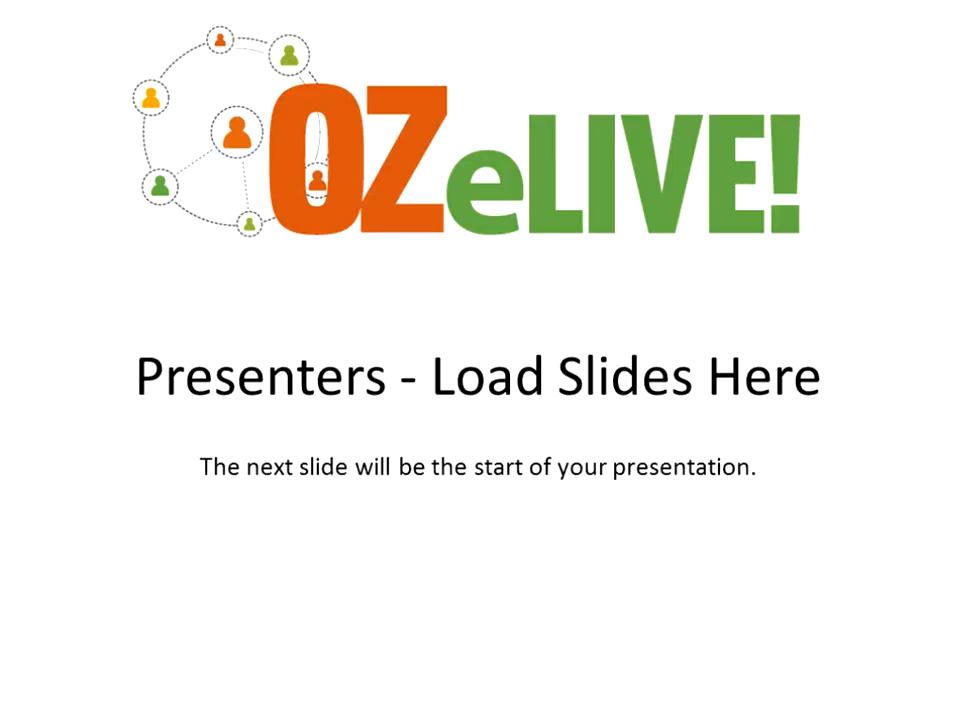 OZeLIVE!
Presenters - Load Slides Here
The next slide will be the start of your presentation.